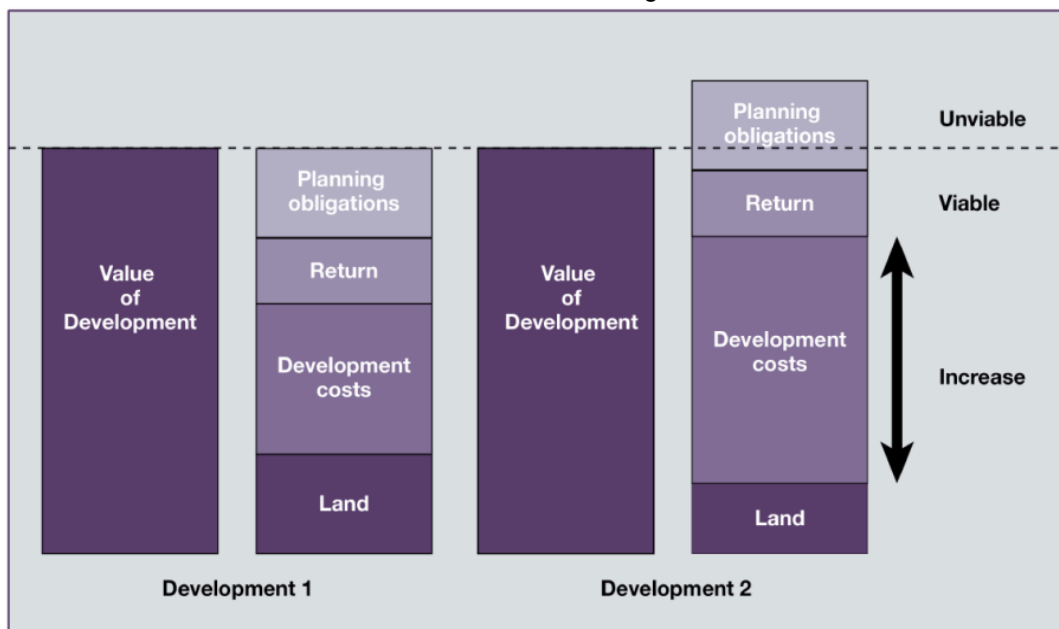 Value
of
Development
Planning
obligations
Return
Development
costs
Land
Development 1
Value
of
Development
Planning
obligations
Return
Development
costs
Land
Development 2
Unviable
Viable
Increase